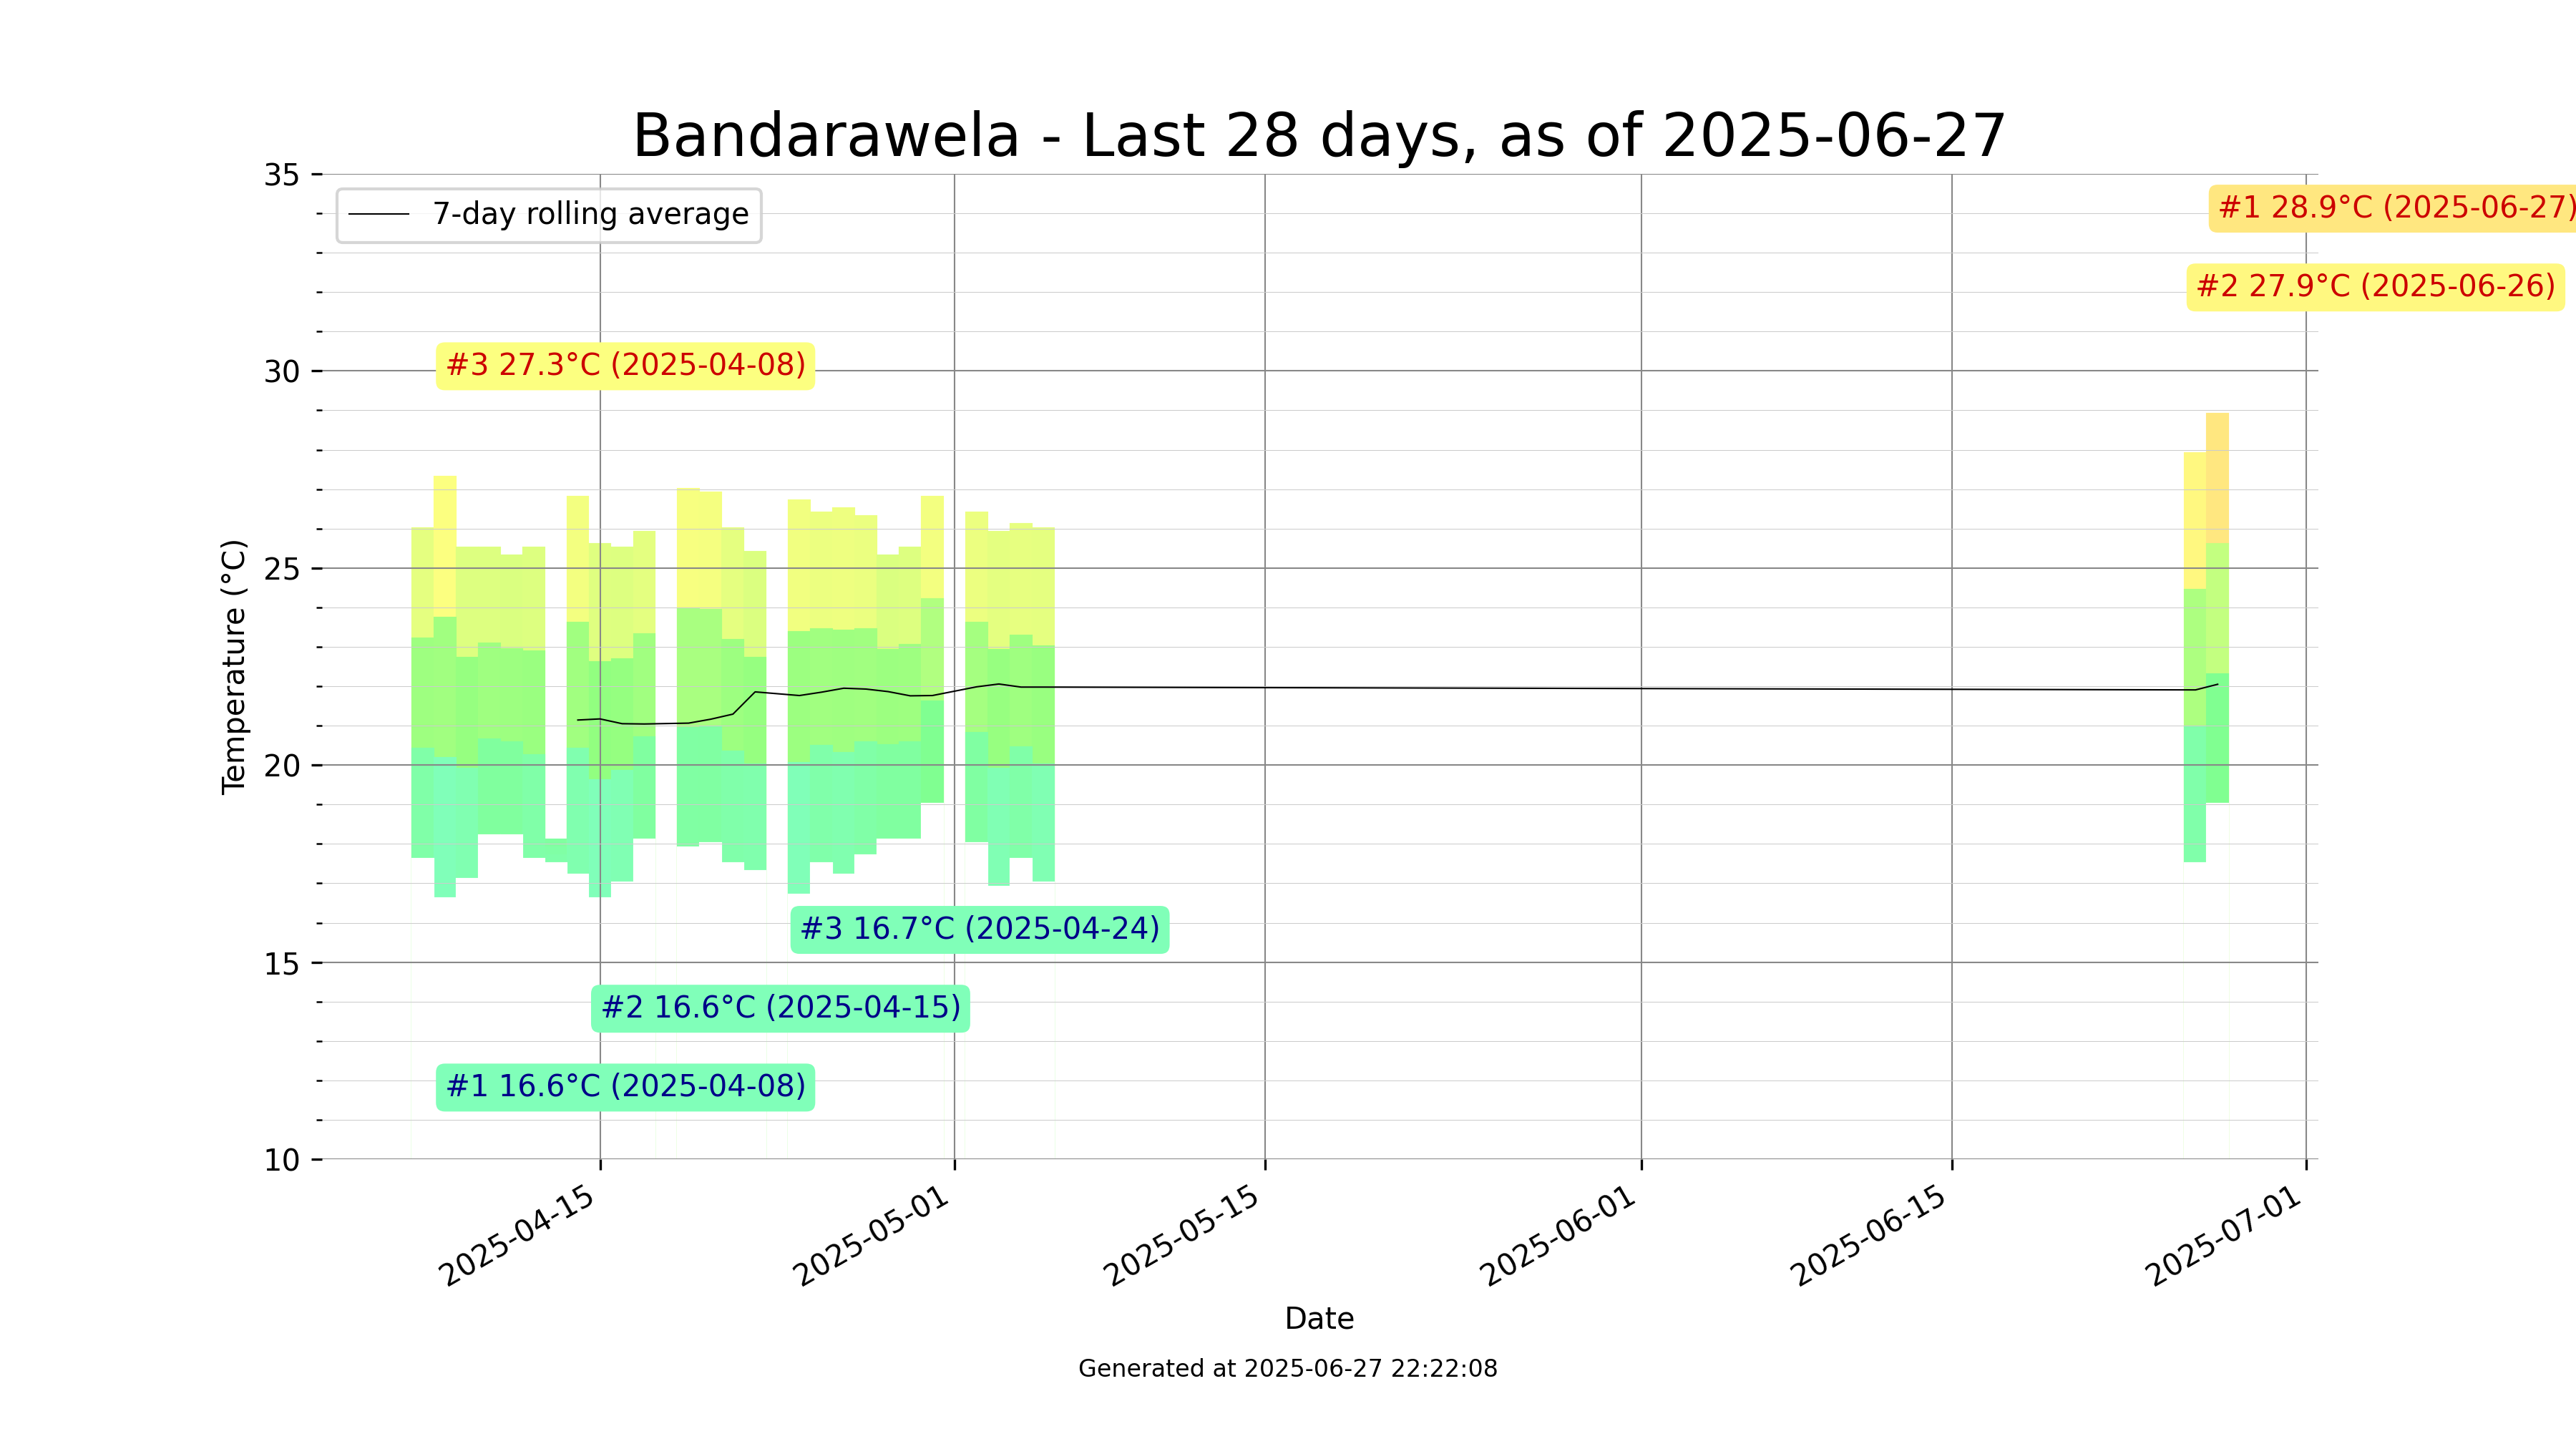 Bandarawela - Last 28 days, as of 2025-06-27
35
7-day rolling average
#1 28.9°C (2025-06-27)
#2 27.9°C (2025-06-26)
#3 27.3°C (2025-04-08)
30
25
Temperature (°C)
20
#3 16.7°C (2025-04-24)
15
#2 16.6°C (2025-04-15)
#1 16.6°C (2025-04-08)
10
2025-04-15
2025-05-01
2025-05-15
2025-06-01
2025-06-15
2025-07-01
Date
Generated at 2025-06-27 22:22:08